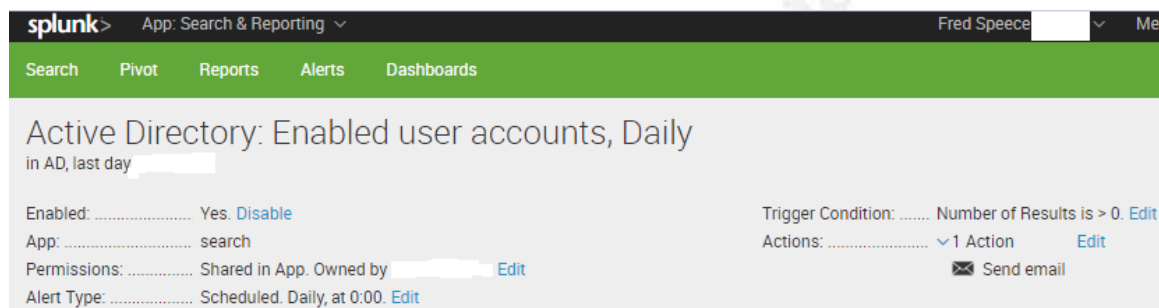 splunk> App: Search & Reporting Fred Speece
Search Pivot Reports Alerts Dashboards
Active Directory: Enabled user accounts, Daily
in AD, last day
Enabled: ...................... Yes. Disable
Trigger Condition: ....... Number of Results is > 0. Edit
App: ............................. search
Actions: ....................... 1 Action Edit
Permissions: ............... Shared in App. Owned by Edit
Send email
Alert Type: ................... Scheduled. Daily, at 0:00. Edit